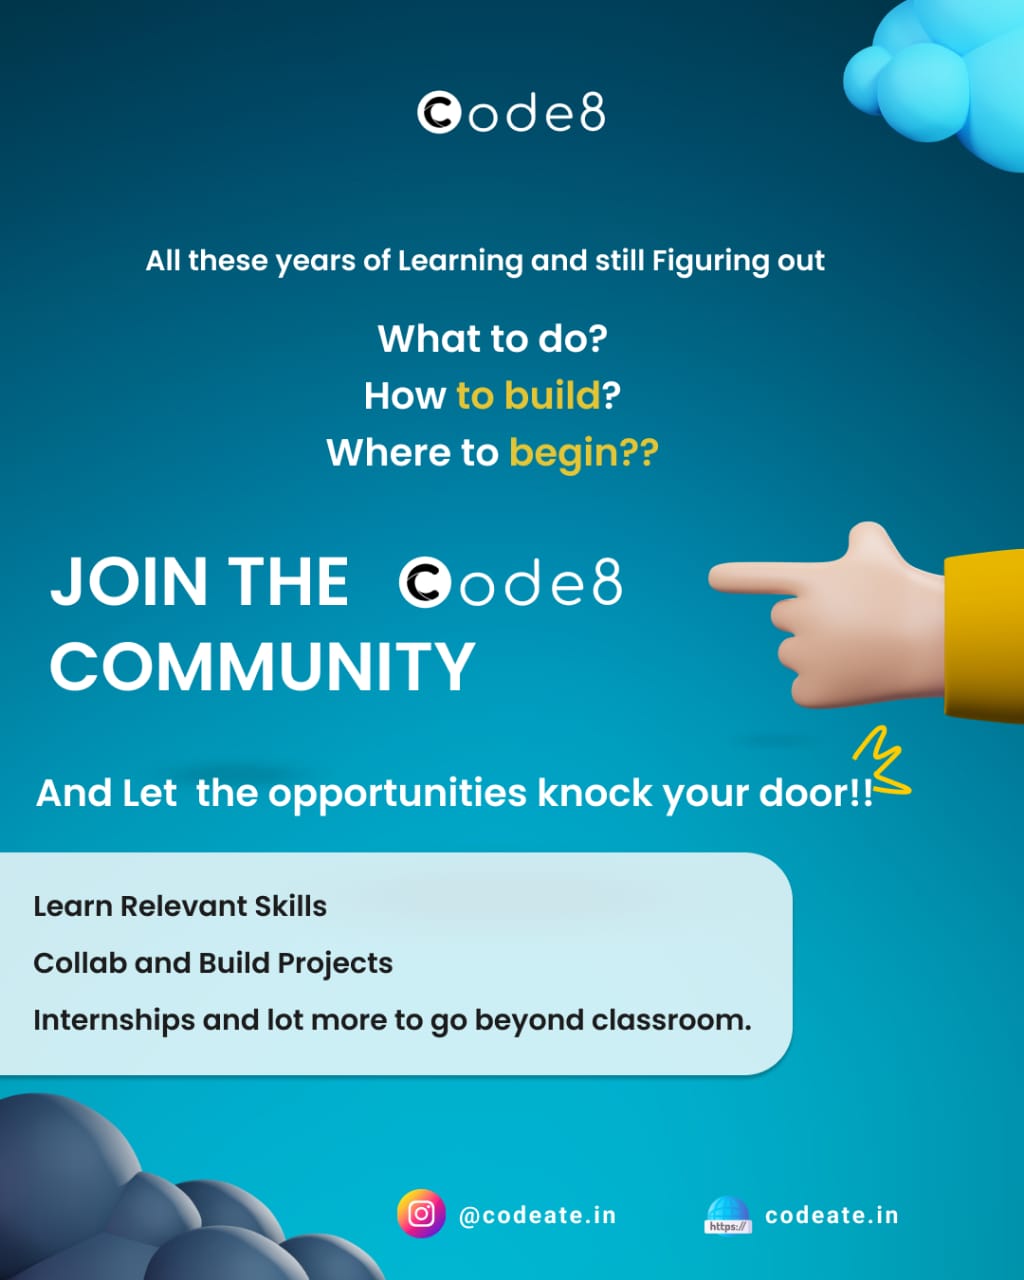 Code8
All these years of Learning and still Figuring out
What to do?
How to build?
Where to begin??
JOIN THE Code8
COMMUNITY
And Let the opportunities knock your door!!
Learn Relevant Skills
Collab and Build Projects
Internships and lot more to go beyond classroom.
@codeate.in https:// codeate.in